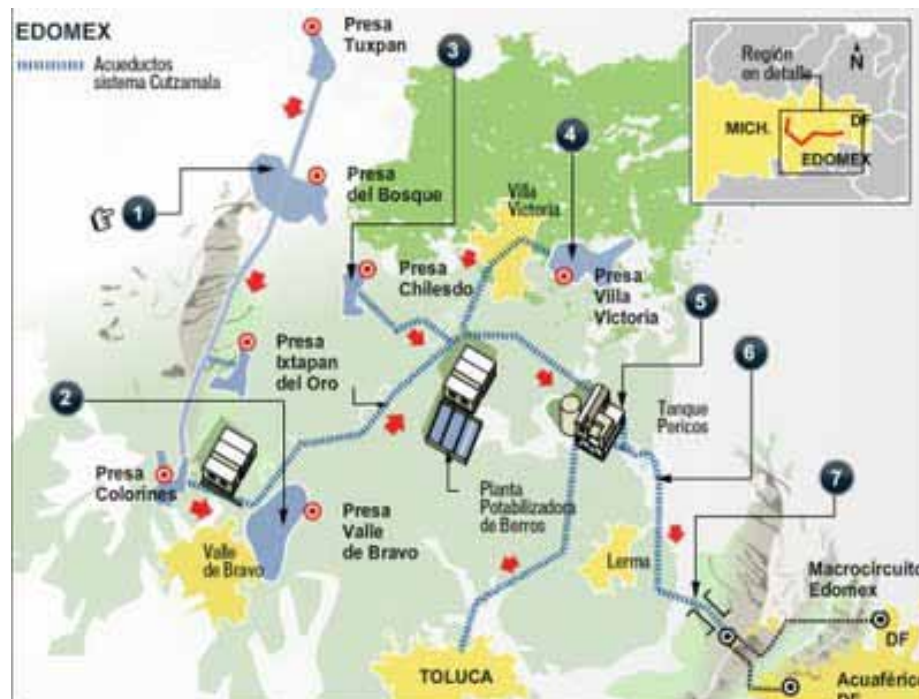 EDOMEX
Acueductos
sistema Cutzamala
Presa
Tuxpan
3
4
Región
en detalle
N
MICH.
DF
EDOMEX
1
Presa
del Bosque
Villa
Victoria
Presa
Chilesdo
Presa
Villa
Victoria
5
6
Presa
Ixtapan
del Oro
2
Tanque
Pericos
Presa
Colorines
Planta
Potabilizadora
de Berros
7
Presa
Valle
de Bravo
Valle
de Bravo
Lerma
Macrocircuito
Edomex
DF
TOLUCA
Acuaférico
DF